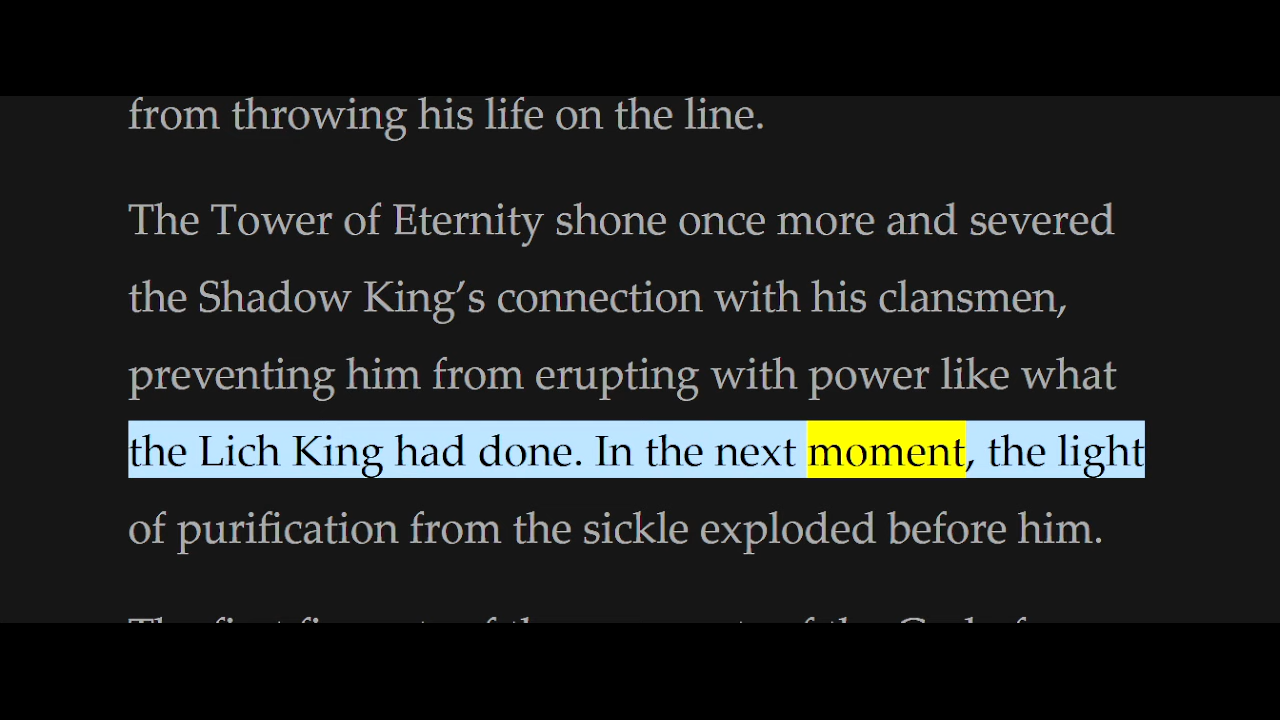 from throwing his life on the line.
The Tower of Eternity shone once more and severed
the Shadow King’s connection with his clansmen,
preventing him from erupting with power like what
the Lich King had done. In the next moment, the light
of purification from the sickle exploded before him.
The first